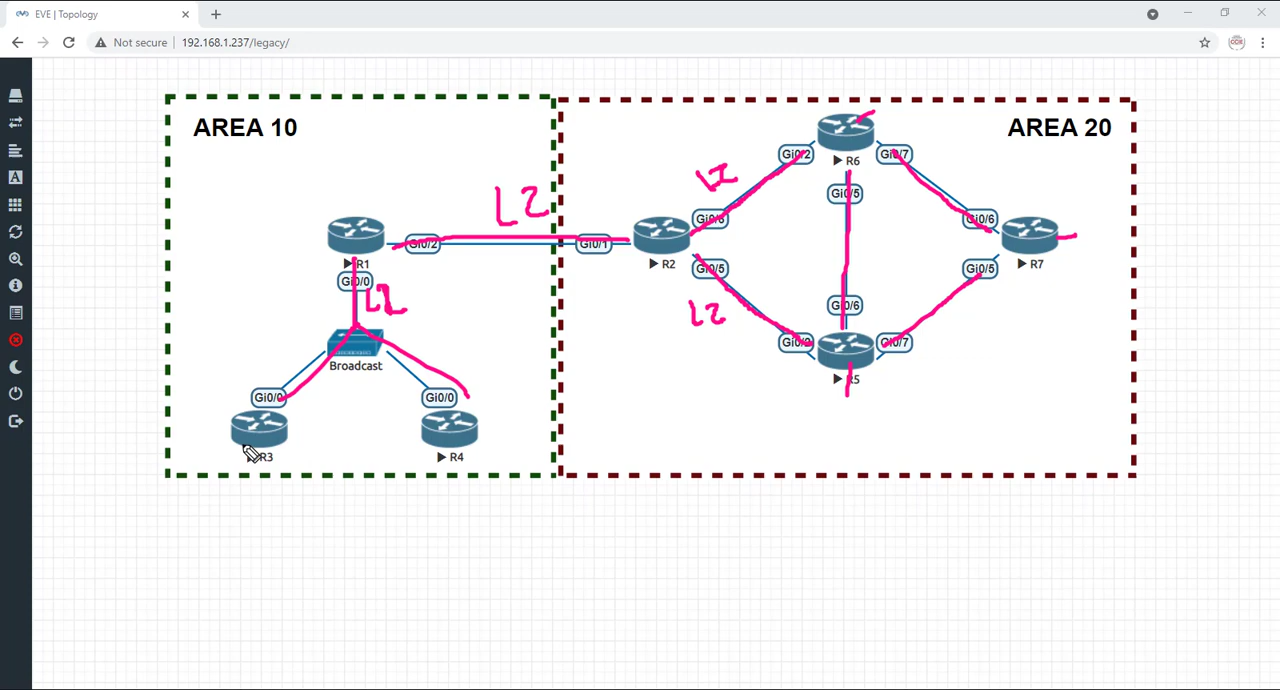 EVE | Topology
Not secure
192.168.1.237/legacy/
AREA 10
AREA 20
R6
Gi0/2
Gi0/7
L1
L2
Gi0/5
Gi0/3
Gi0/6
R1
Gi0/2
Gi0/1
R2
R7
Gi0/0
L1
Gi0/5
Gi0/5
L2
Gi0/6
Broadcast
Gi0/2
Gi0/7
R5
Gi0/0
Gi0/0
R3
R4